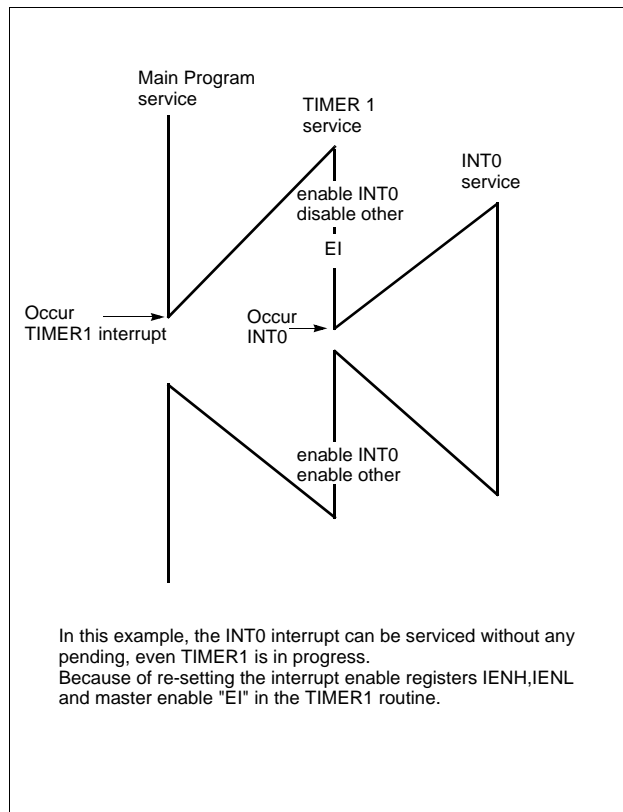 Main Program
service
TIMER 1
service
INT0
service
enable INT0
disable other
EI
Occur
TIMER1 interrupt
Occur
INT0
enable INT0
enable other
In this example, the INT0 interrupt can be serviced without any
pending, even TIMER1 is in progress.
Because of re-setting the interrupt enable registers IENH,IENL
and master enable "EI" in the TIMER1 routine.